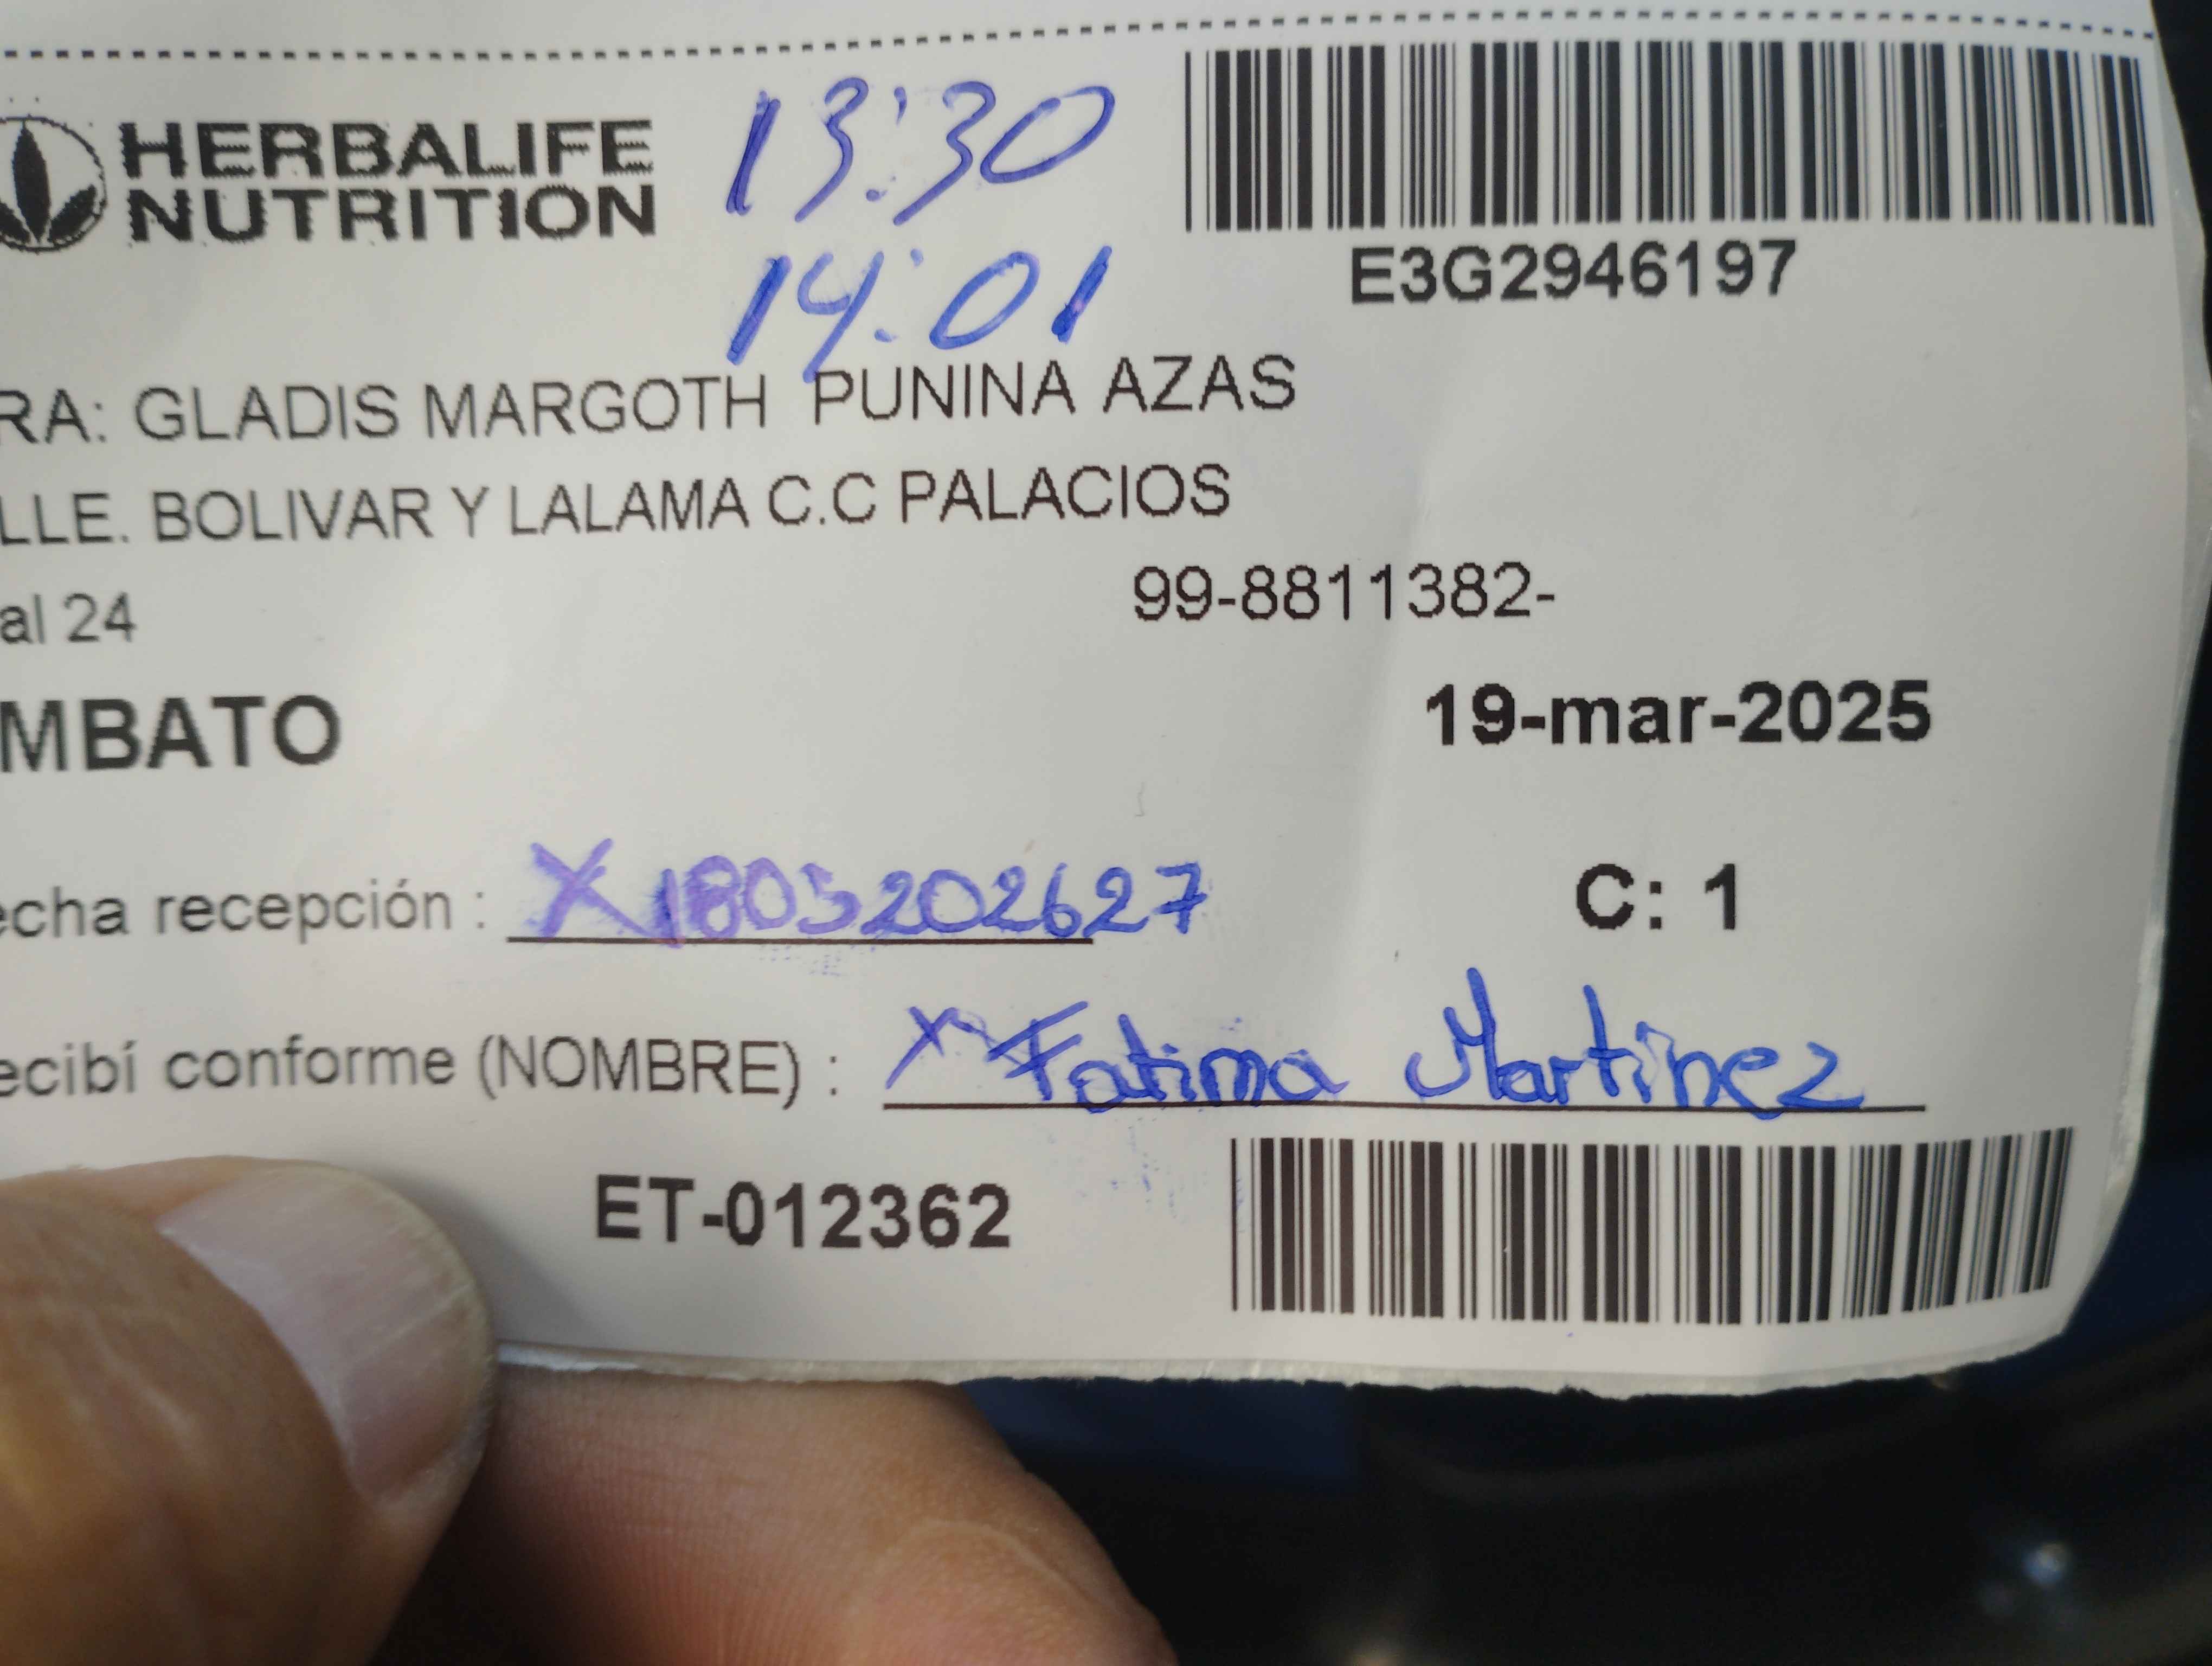 HERBALIFE
NUTRITION
13:30
14:01
E3G2946197
RA: GLADIS MARGOTH PUNINA AZAS
LLE. BOLIVAR Y LALAMA C.C PALACIOS
al 24
99-8811382-
MBATO
19-mar-2025
echa recepción : X 1803202627
C: 1
ecibí conforme (NOMBRE) : X Fatima Martinez
ET-012362